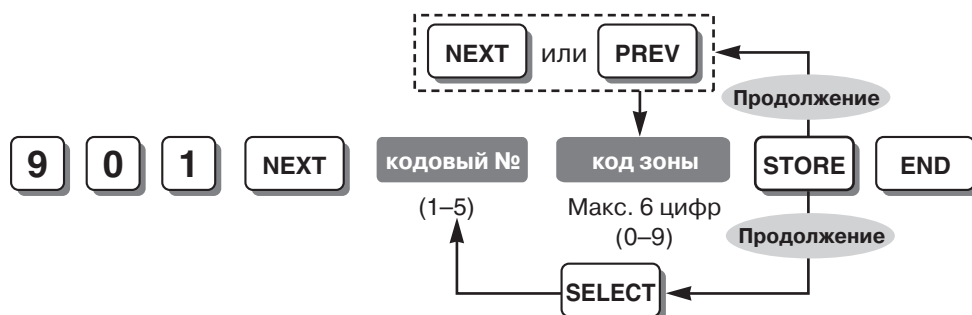 NEXT или PREV
Продолжение
9 0 1 NEXT кодовый № код зоны STORE END
(1–5) Макс. 6 цифр
(0–9) Продолжение
SELECT